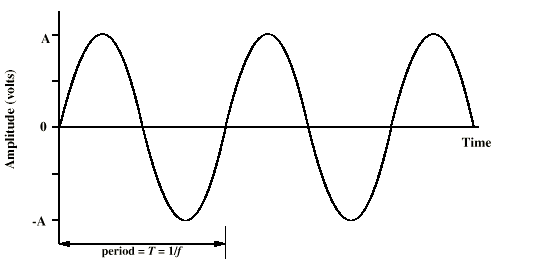 A
Amplitude (volts)
0
Time
-A
period = T = 1/f